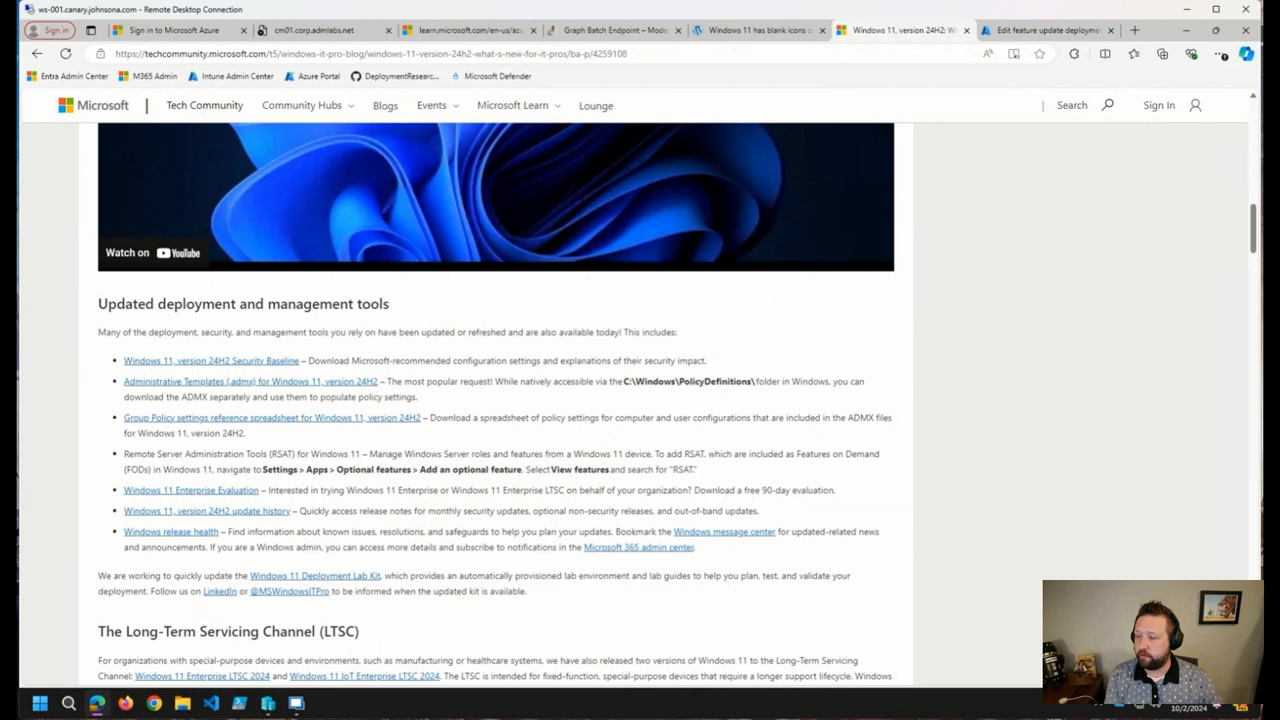 ws-001.canary.johnsona.com - Remote Desktop Connection
Sign in
Sign in to Microsoft Azure
cm01.corp.admlabs.net
learn.microsoft.com/en-us/az
Graph Batch Endpoint – Mode
Windows 11 has blank icons o
Windows 11, version 24H2: W
Edit feature update deployme
https://techcommunity.microsoft.com/t5/windows-it-pro-blog/windows-11-version-24h2-what-s-new-for-it-pros/ba-p/4259108
Entra Admin Center
M365 Admin
Intune Admin Center
Azure Portal
DeploymentResearc...
Microsoft Defender
Microsoft
Tech Community
Community Hubs
Blogs
Events
Microsoft Learn
Lounge
Search
Sign In
Watch on YouTube
Updated deployment and management tools
Many of the deployment, security, and management tools you rely on have been updated or refreshed and are also available today! This includes:
• Windows 11, version 24H2 Security Baseline – Download Microsoft-recommended configuration settings and explanations of their security impact.
• Administrative Templates (.admx) for Windows 11, version 24H2 – The most popular request! While natively accessible via the C:\Windows\PolicyDefinitions\ folder in Windows, you can
download the ADMX separately and use them to populate policy settings.
• Group Policy settings reference spreadsheet for Windows 11, version 24H2 – Download a spreadsheet of policy settings for computer and user configurations that are included in the ADMX files
for Windows 11, version 24H2.
• Remote Server Administration Tools (RSAT) for Windows 11 – Manage Windows Server roles and features from a Windows 11 device. To add RSAT, which are included as Features on Demand
(FODs) in Windows 11, navigate to Settings > Apps > Optional features > Add an optional feature. Select View features and search for "RSAT."
• Windows 11 Enterprise Evaluation – Interested in trying Windows 11 Enterprise or Windows 11 Enterprise LTSC on behalf of your organization? Download a free 90-day evaluation.
• Windows 11, version 24H2 update history – Quickly access release notes for monthly security updates, optional non-security releases, and out-of-band updates.
• Windows release health – Find information about known issues, resolutions, and safeguards to help you plan your updates. Bookmark the Windows message center for updated-related news
and announcements. If you are a Windows admin, you can access more details and subscribe to notifications in the Microsoft 365 admin center.
We are working to quickly update the Windows 11 Deployment Lab Kit, which provides an automatically provisioned lab environment and lab guides to help you plan, test, and validate your
deployment. Follow us on LinkedIn or @MSWindowsITPro to be informed when the updated kit is available.
The Long-Term Servicing Channel (LTSC)
For organizations with special-purpose devices and environments, such as manufacturing or healthcare systems, we have also released two versions of Windows 11 to the Long-Term Servicing
Channel: Windows 11 Enterprise LTSC 2024 and Windows 11 IoT Enterprise LTSC 2024. The LTSC is intended for fixed-function, special-purpose devices that require a longer support lifecycle. Windows
10/2/2024